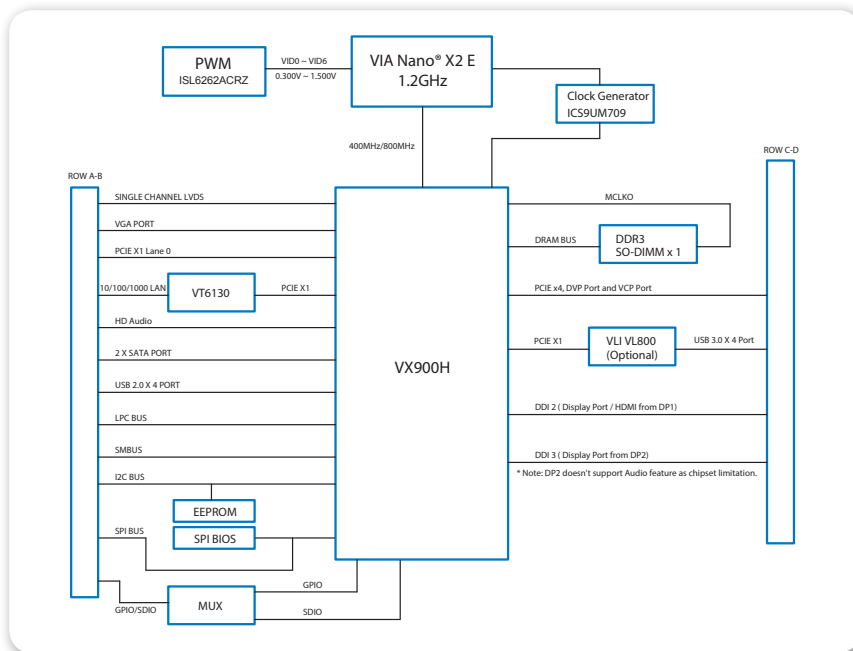 PWM
ISL6262ACRZ
VID0 ~ VID6
0.300V ~ 1.500V
VIA Nano® X2 E
1.2GHz
Clock Generator
ICS9UM709
400MHz/800MHz
ROW A-B
ROW C-D
SINGLE CHANNEL LVDS
VGA PORT
PCIE X1 Lane 0
10/100/1000 LAN
VT6130
PCIE X1
HD Audio
2 X SATA PORT
USB 2.0 X 4 PORT
LPC BUS
SMBUS
I2C BUS
EEPROM
SPI BIOS
SPI BUS
GPIO/SDIO
MUX
GPIO
SDIO
VX900H
MCLKO
DRAM BUS
DDR3
SO-DIMM x 1
PCIE x4, DVP Port and VCP Port
PCIE X1
VLI VL800
(Optional)
USB 3.0 X 4 Port
DDI 2 ( Display Port / HDMI from DP1)
DDI 3 ( Display Port from DP2)
* Note: DP2 doesn't support Audio feature as chipset limitation.